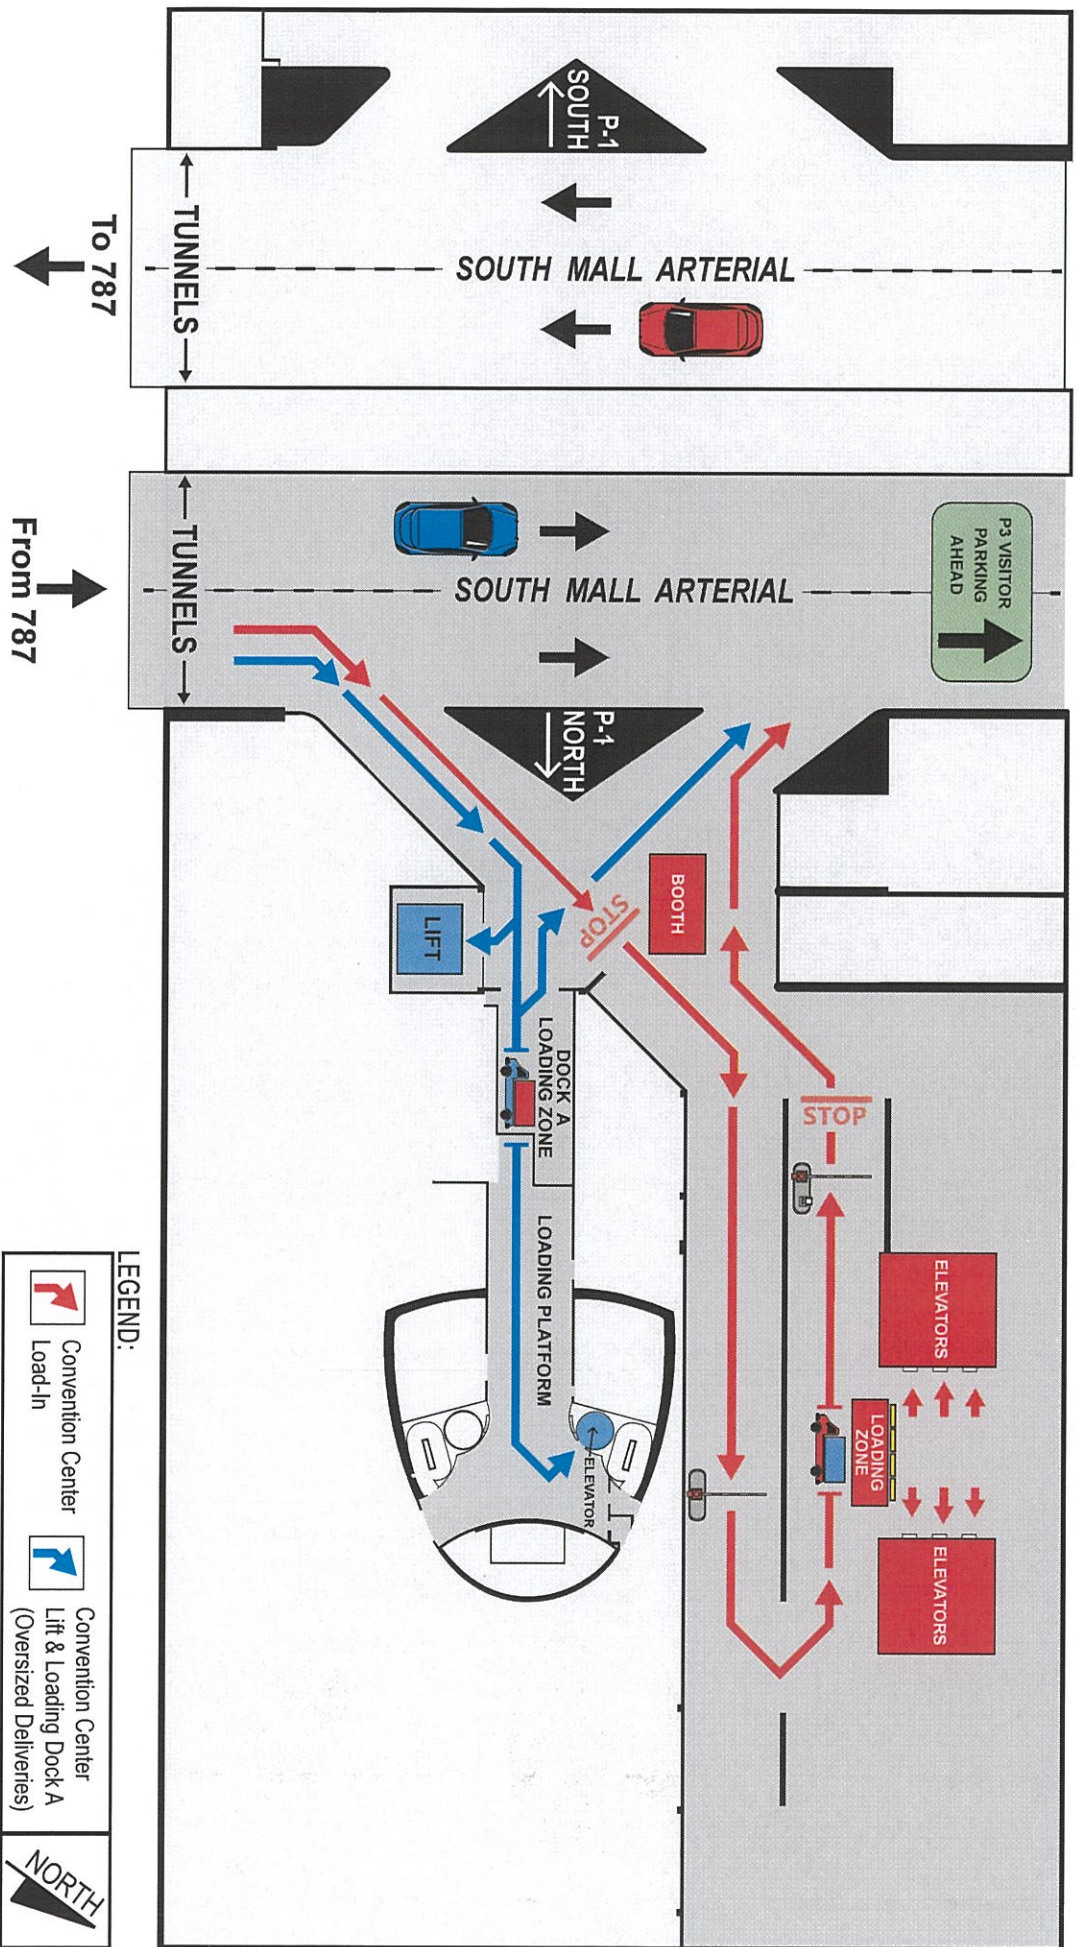 P-1
SOUTH
TUNNELS
To 787
SOUTH MALL ARTERIAL
TUNNELS
From 787
SOUTH MALL ARTERIAL
P3 VISITOR
PARKING
AHEAD
P-1
NORTH
BOOTH
STOP
LIFT
DOCK A
LOADING ZONE
LOADING PLATFORM
ELEVATOR
STOP
ELEVATORS
LOADING
ZONE
ELEVATORS
LEGEND:
Convention Center
Load-In
Convention Center
Lift & Loading Dock A
(Oversized Deliveries)
NORTH